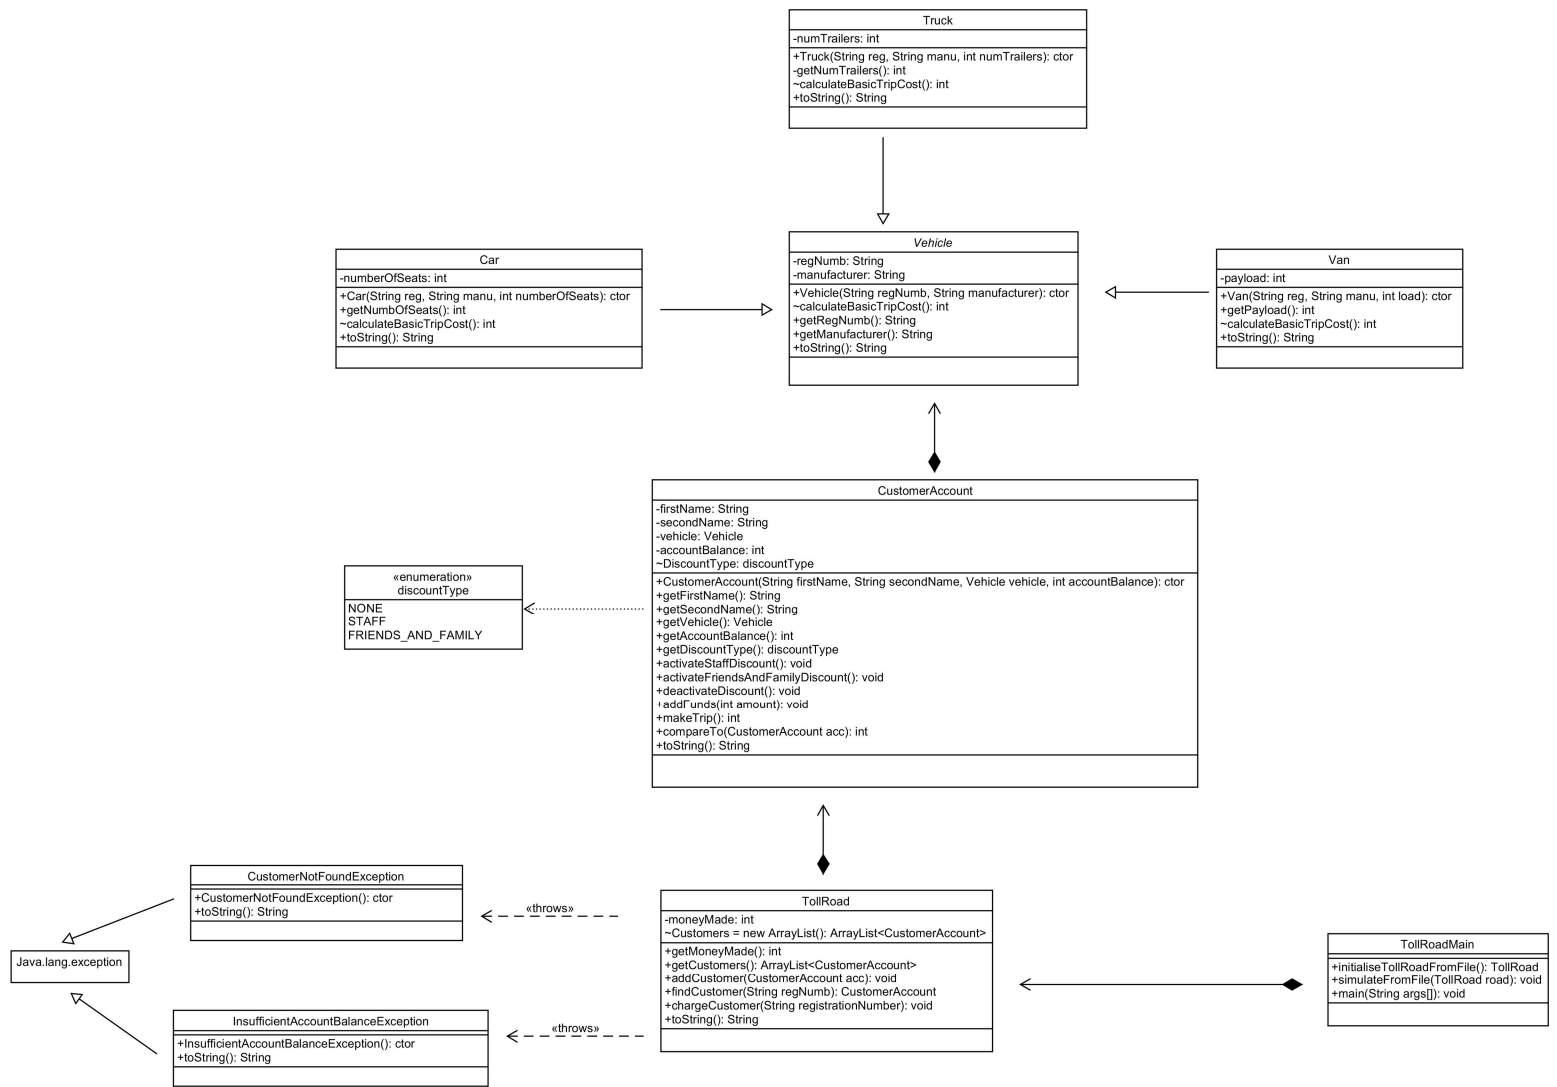 Truck
-numTrailers: int
+Truck(String reg, String manu, int numTrailers): ctor
-getNumTrailers(): int
~calculateBasicTripCost(): int
+toString(): String
Car
-numberOfSeats: int
+Car(String reg, String manu, int numberOfSeats): ctor
+getNumbOfSeats(): int
~calculateBasicTripCost(): int
+toString(): String
Vehicle
-regNumb: String
-manufacturer: String
+Vehicle(String regNumb, String manufacturer): ctor
~calculateBasicTripCost(): int
+getRegNumb(): String
+getManufacturer(): String
+toString(): String
Van
-payload: int
+Van(String reg, String manu, int load): ctor
+getPayload(): int
~calculateBasicTripCost(): int
+toString(): String
CustomerAccount
-firstName: String
-secondName: String
-vehicle: Vehicle
-accountBalance: int
~DiscountType: discountType
+CustomerAccount(String firstName, String secondName, Vehicle vehicle, int accountBalance): ctor
+getFirstName(): String
+getSecondName(): String
+getVehicle(): Vehicle
+getAccountBalance(): int
+getDiscountType(): discountType
+activateStaffDiscount(): void
+activateFriendsAndFamilyDiscount(): void
+deactivateDiscount(): void
+addFunds(int amount): void
+makeTrip(): int
+compareTo(CustomerAccount acc): int
+toString(): String
«enumeration»
discountType
NONE
STAFF
FRIENDS_AND_FAMILY
CustomerNotFoundException
+CustomerNotFoundException(): ctor
+toString(): String
«throws»
Java.lang.exception
InsufficientAccountBalanceException
+InsufficientAccountBalanceException(): ctor
+toString(): String
«throws»
TollRoad
-moneyMade: int
~Customers = new ArrayList(): ArrayList<CustomerAccount>
+getMoneyMade(): int
+getCustomers(): ArrayList<CustomerAccount>
+addCustomer(CustomerAccount acc): void
+findCustomer(String regNumb): CustomerAccount
+chargeCustomer(String registrationNumber): void
+toString(): String
TollRoadMain
+initialiseTollRoadFromFile(): TollRoad
+simulateFromFile(TollRoad road): void
+main(String args[]): void